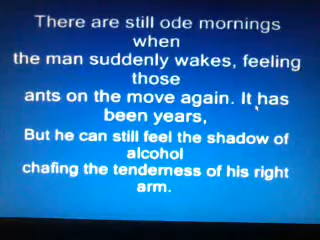 There are still ode mornings
when
the man suddenly wakes, feeling
those
ants on the move again. It has
been years,
But he can still feel the shadow of
alcohol
chafing the tenderness of his right
arm.